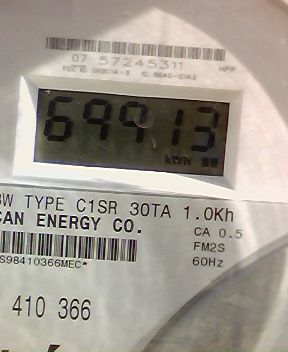 07 57245311
69913
kWh
W TYPE C1SR 30TA 1.0Kh
CAN ENERGY CO.
CA 0.5
FM2S
60Hz
S98410366MEC*
410 366